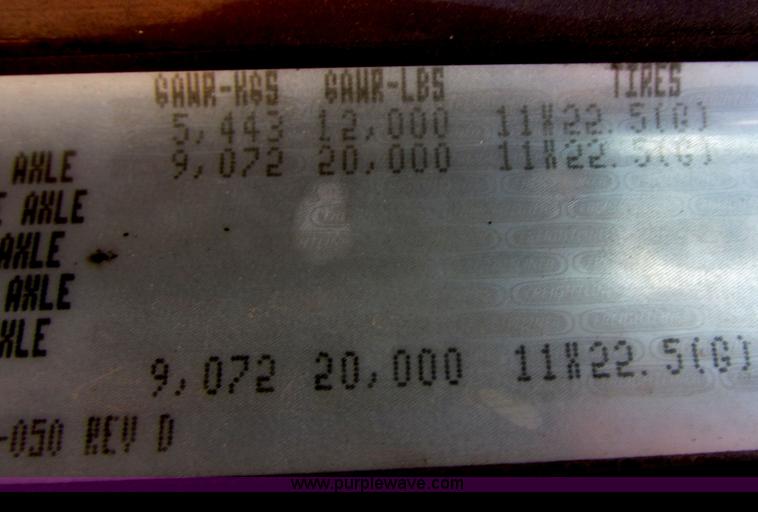 GAWR-KGS GAWR-LBS TIRES
5,443 12,000 11X22.5(G)
AXLE 9,072 20,000 11X22.5(G)
AXLE
AXLE
AXLE
AXLE
9,072 20,000 11X22.5(G)
-050 REV D
www.purplewave.com